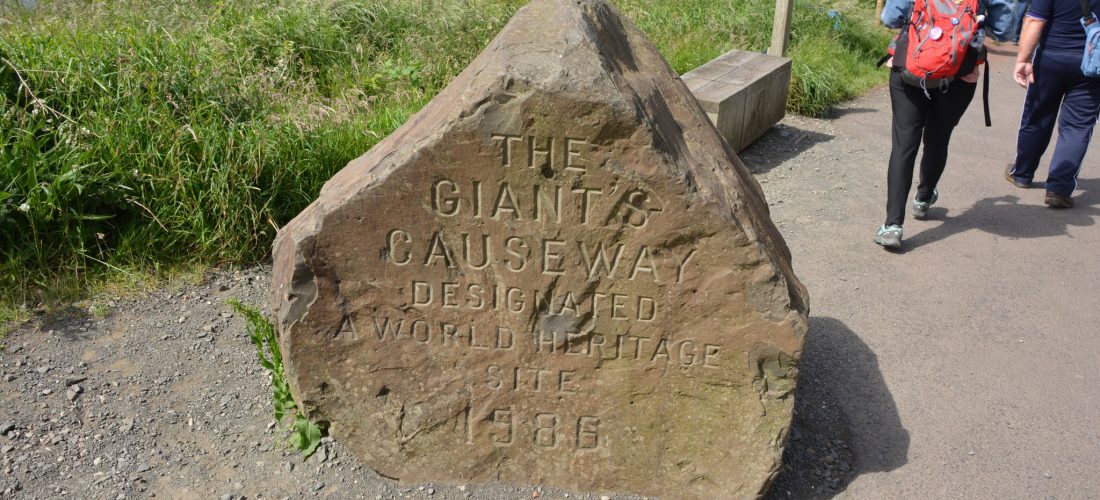 THE
GIANT'S
CAUSEWAY
DESIGNATED
A WORLD HERITAGE
SITE
1986